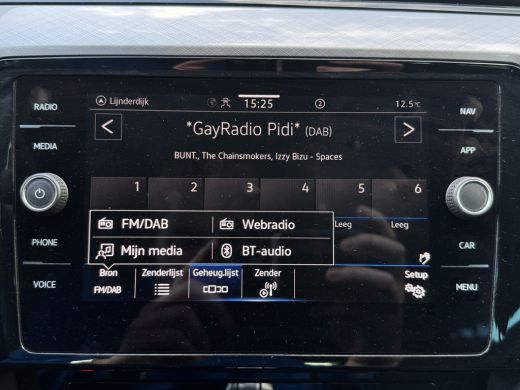 RADIO
MEDIA
PHONE
VOICE
Lijnderdijk
15:25
2
12.5°C
*GayRadio Pidi* (DAB)
BUNT., The Chainsmokers, Izzy Bizu - Spaces
1 2 3 4 5 6
FM/DAB Webradio
Leeg Leeg
Mijn media BT-audio
Bron Zenderlijst Geheug.lijst Zender Setup
FM/DAB
NAV
APP
CAR
MENU